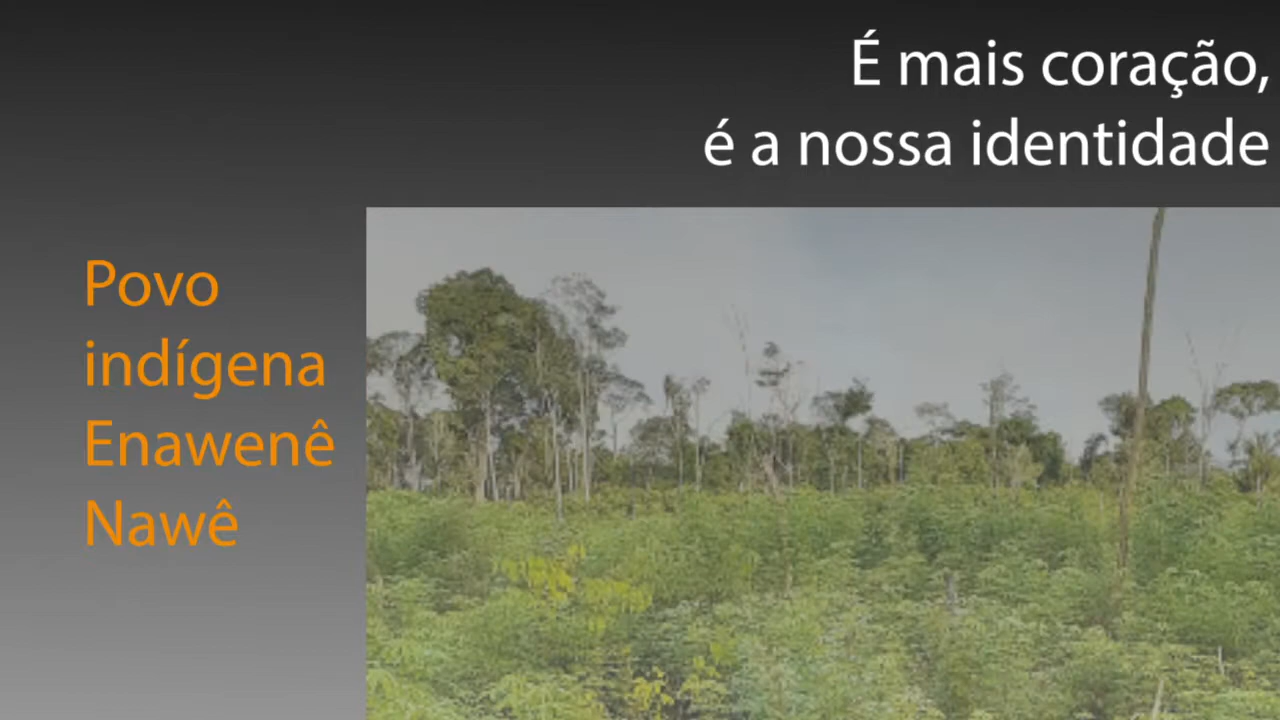 É mais coração,
é a nossa identidade
Povo
indígena
Enawenê
Nawê